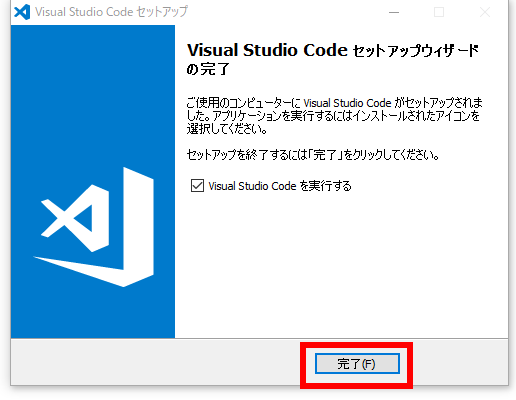 Visual Studio Code セットアップ
Visual Studio Code セットアップウィザード
の完了
ご使用のコンピューターに Visual Studio Code がセットアップされま
した。アプリケーションを実行するにはインストールされたアイコンを
選択してください。
セットアップを終了するには「完了」をクリックしてください。
Visual Studio Code を実行する
完了(F)